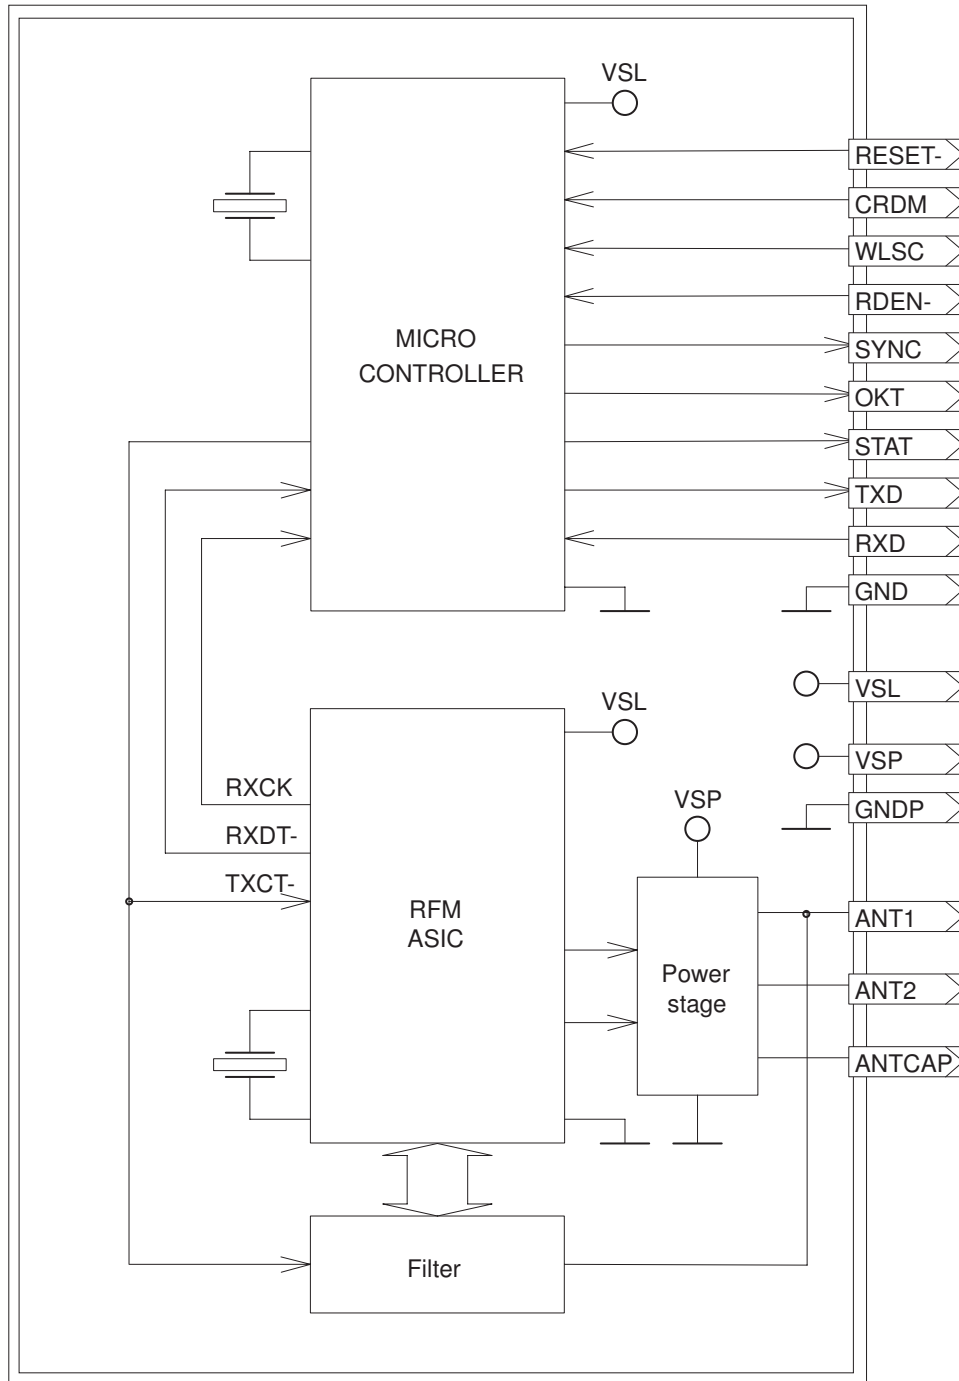 VSL
RESET-
CRDM
WLSC
RDEN-
MICRO
CONTROLLER
SYNC
OKT
STAT
TXD
RXD
GND
VSL
VSL
VSP
GNDP
RXCK
RXDT-
TXCT-
VSP
RFM
ASIC
Power
stage
ANT1
ANT2
ANTCAP
Filter